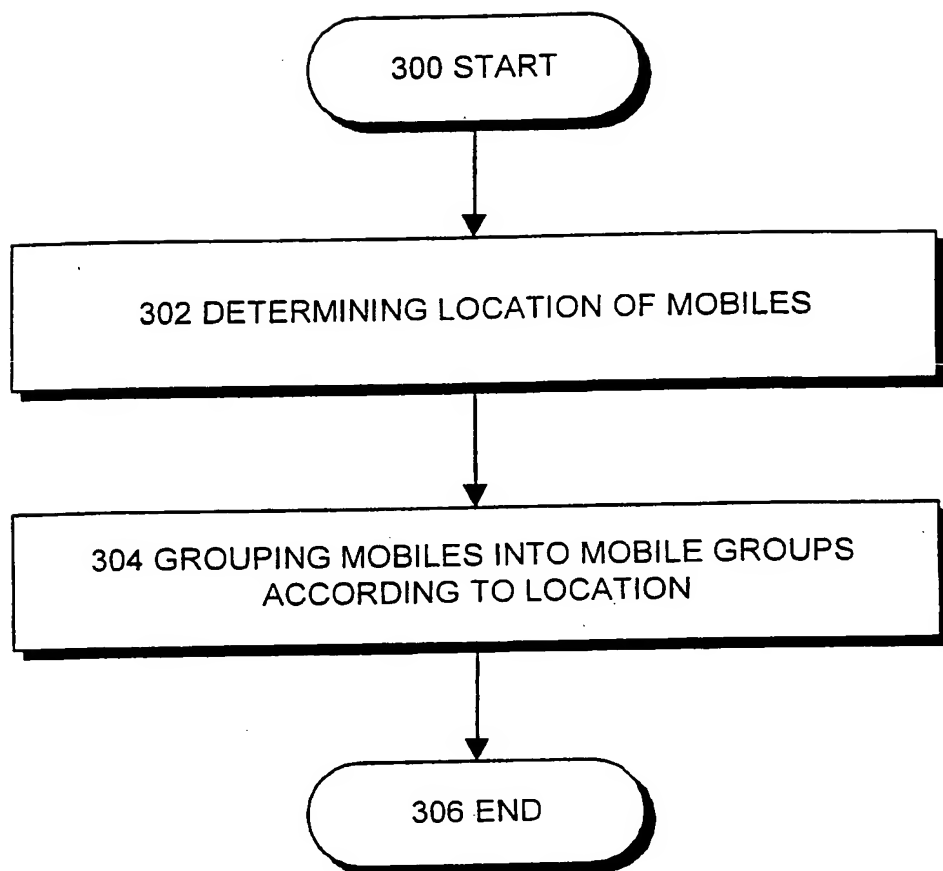 300 START
302 DETERMINING LOCATION OF MOBILES
304 GROUPING MOBILES INTO MOBILE GROUPS
ACCORDING TO LOCATION
306 END